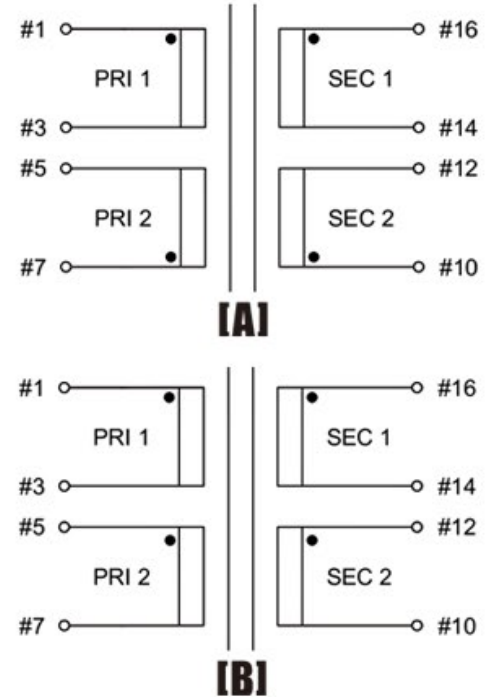 #1 #16
PRI 1 SEC 1
#3 #14
#5 #12
PRI 2 SEC 2
#7 #10
[A]
#1 #16
PRI 1 SEC 1
#3 #14
#5 #12
PRI 2 SEC 2
#7 #10
[B]